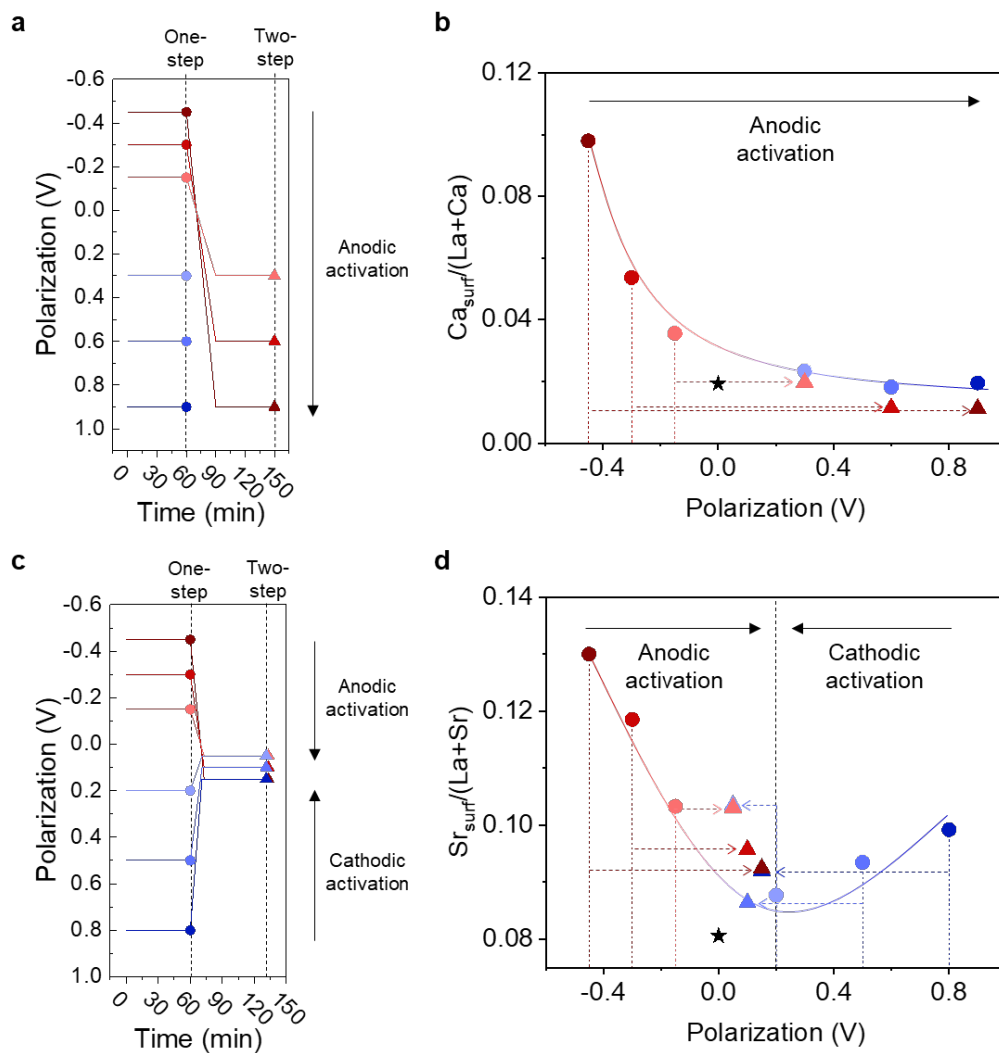 a
One-
step
Two-
step
-0.6
-0.4
-0.2
0.0
0.2
0.4
0.6
0.8
1.0
Polarization (V)
Anodic
activation
0
30
60
90
120
150
Time (min)
b
0.12
0.08
0.04
0.00
Ca_surf/(La+Ca)
Anodic
activation
-0.4
0.0
0.4
0.8
Polarization (V)
c
One-
step
Two-
step
-0.6
-0.4
-0.2
0.0
0.2
0.4
0.6
0.8
1.0
Polarization (V)
Anodic
activation
Cathodic
activation
0
30
60
90
120
150
Time (min)
d
0.14
0.12
0.10
0.08
Sr_surf/(La+Sr)
Anodic
activation
Cathodic
activation
-0.4
0.0
0.4
0.8
Polarization (V)